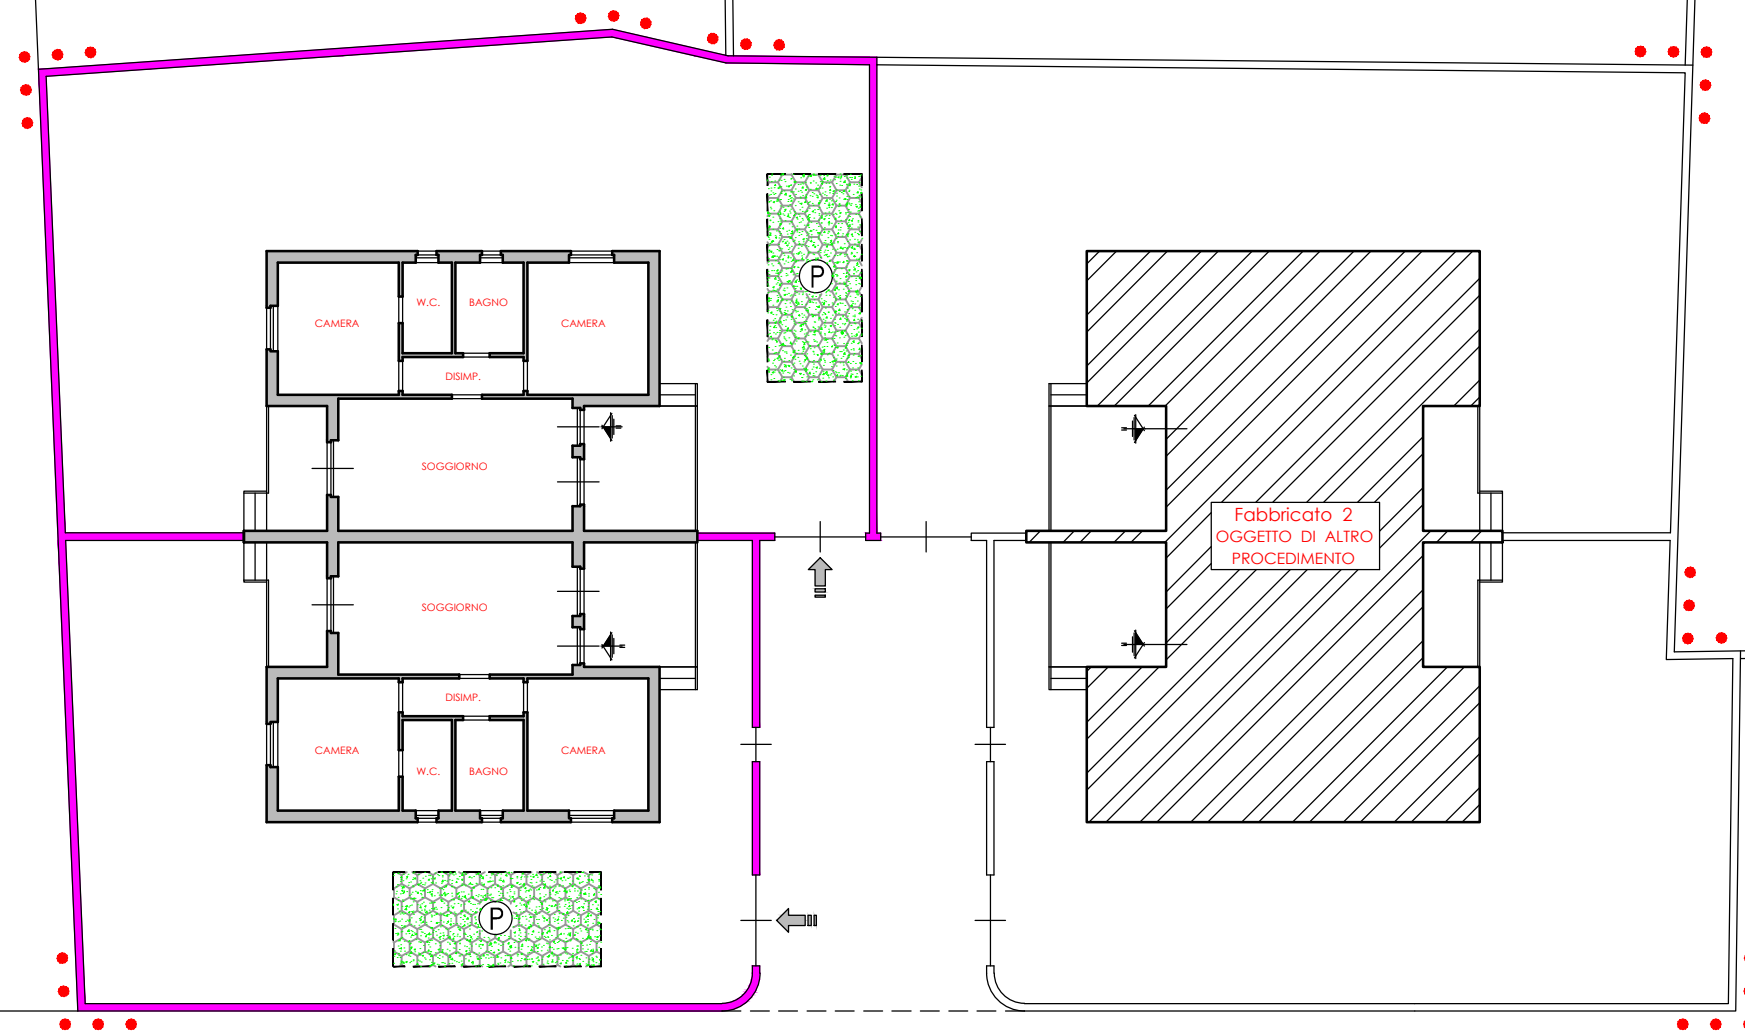 P
W.C.
BAGNO
CAMERA
CAMERA
DISIMP.
SOGGIORNO
Fabbricato 2
OGGETTO DI ALTRO
PROCEDIMENTO
SOGGIORNO
DISIMP.
CAMERA
CAMERA
W.C.
BAGNO
P